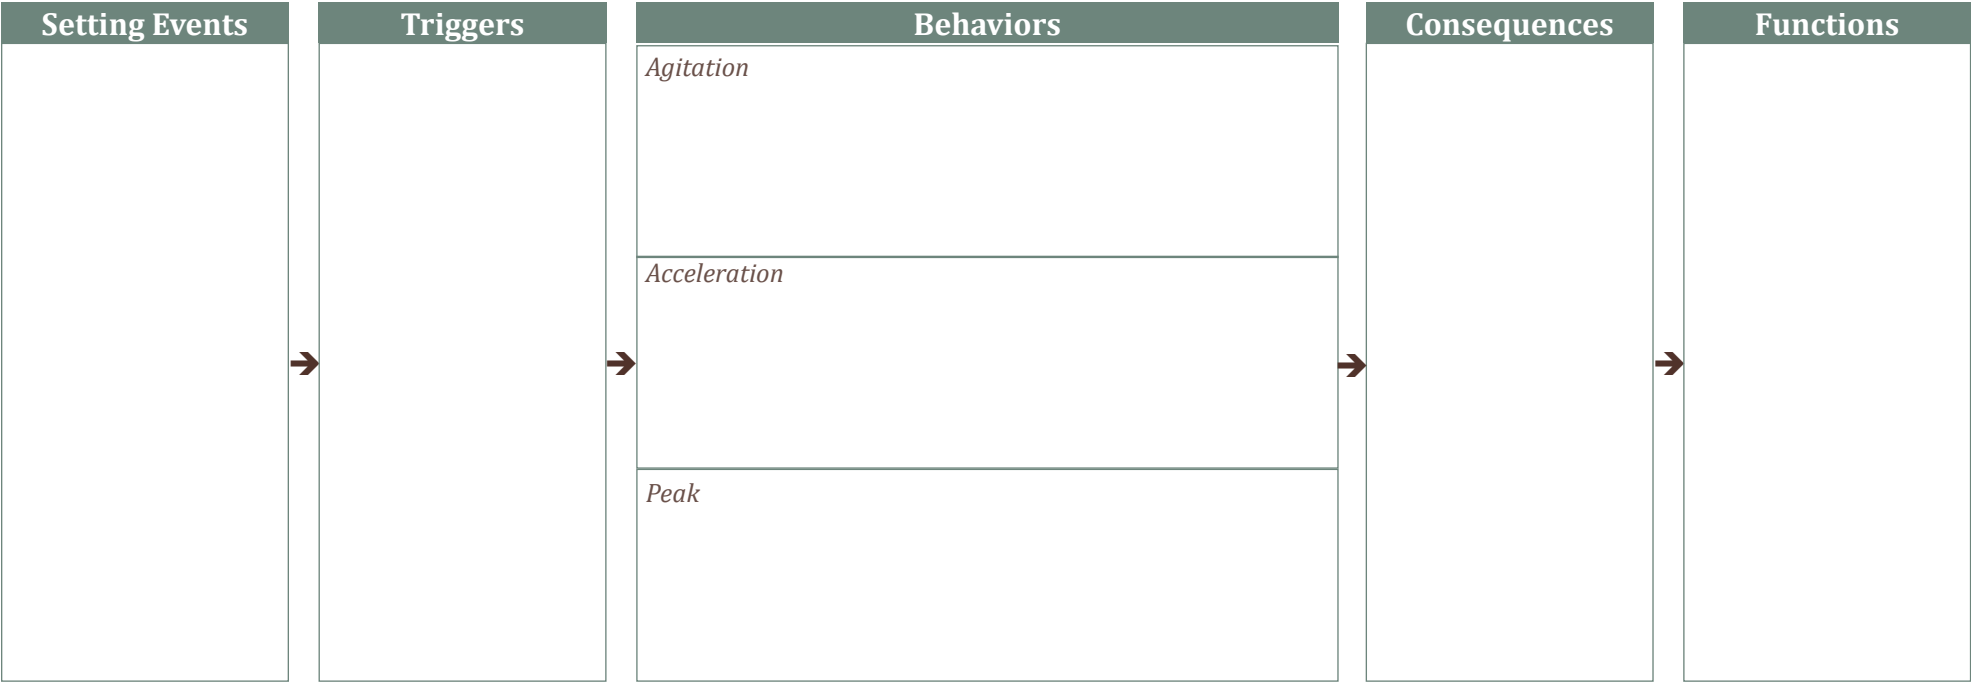 Setting Events
Triggers
Behaviors
Consequences
Functions
Agitation
Acceleration
Peak